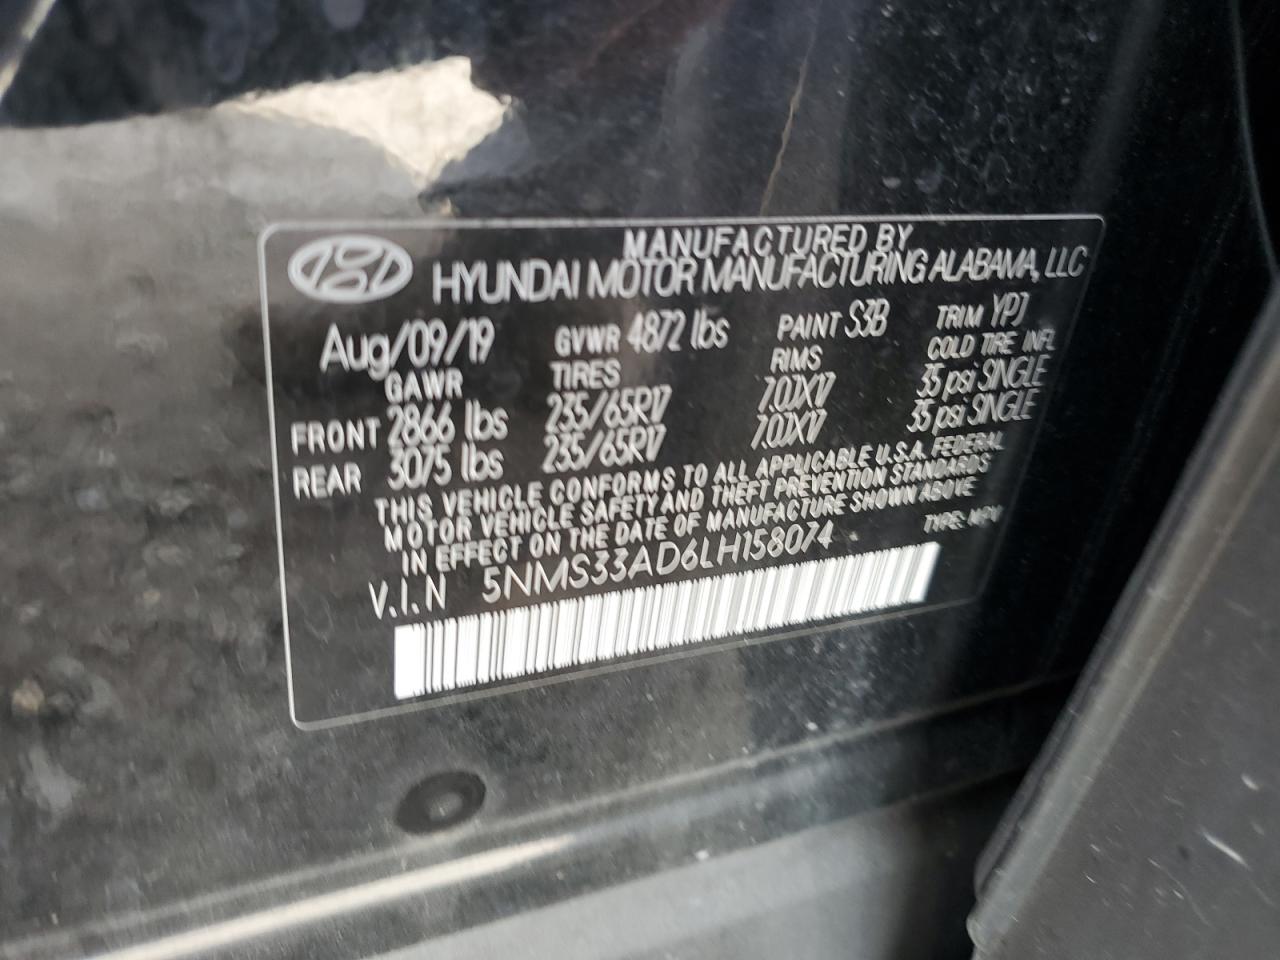 MANUFACTURED BY
HYUNDAI MOTOR MANUFACTURING ALABAMA, LLC
Aug/09/19 GVWR 4872 lbs PAINT S3B TRIM YPJ
GAWR TIRES RIMS COLD TIRE INFL
FRONT 2866 lbs 235/65R17 7.0JX17 35 psi SINGLE
REAR 3075 lbs 235/65R17 7.0JX17 35 psi SINGLE
THIS VEHICLE CONFORMS TO ALL APPLICABLE U.S.A. FEDERAL
MOTOR VEHICLE SAFETY AND THEFT PREVENTION STANDARDS
IN EFFECT ON THE DATE OF MANUFACTURE SHOWN ABOVE
V.I.N 5NMS33AD6LH158074 TYPE: MPV